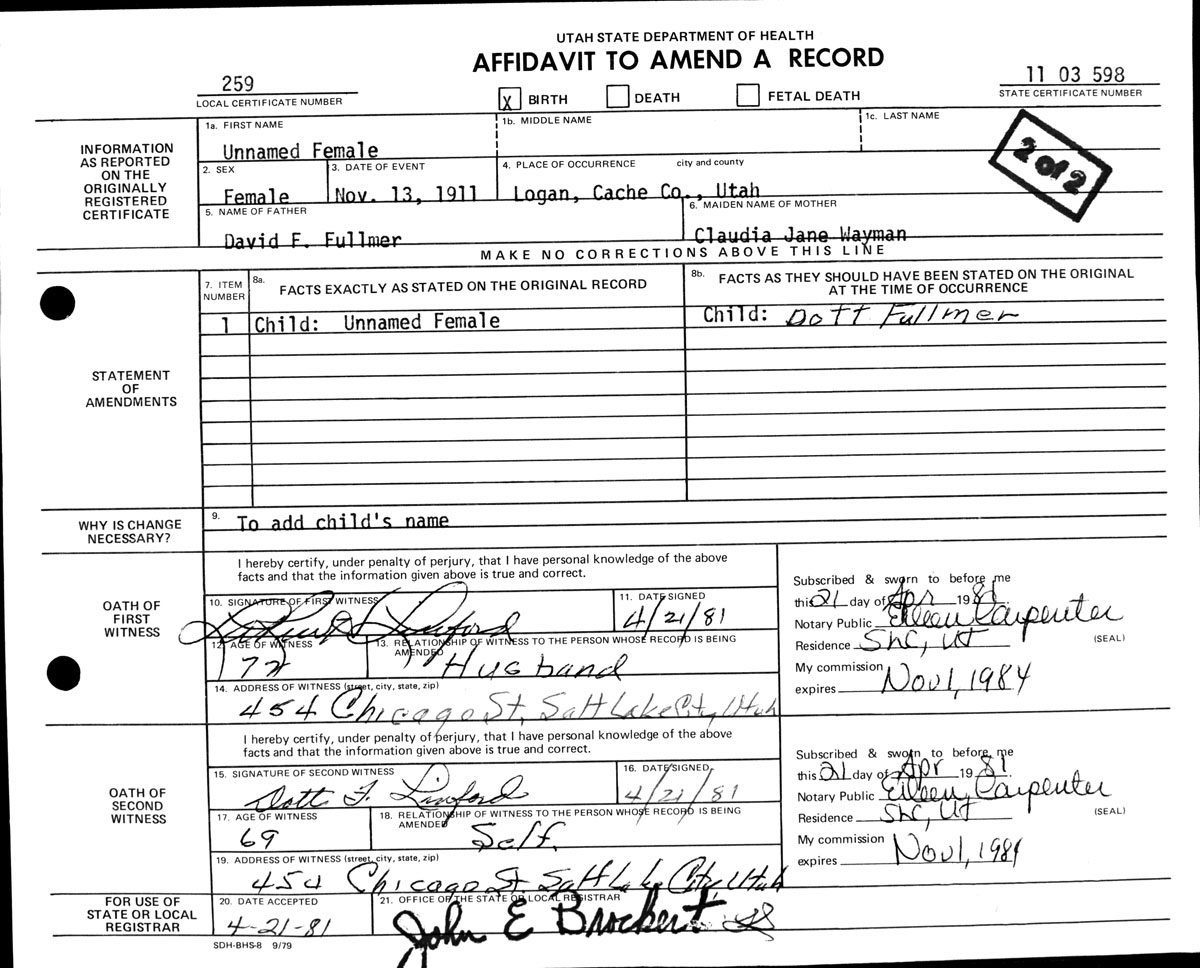 UTAH STATE DEPARTMENT OF HEALTH
AFFIDAVIT TO AMEND A RECORD
259
LOCAL CERTIFICATE NUMBER
X BIRTH DEATH FETAL DEATH
11 03 598
STATE CERTIFICATE NUMBER
2 of 2
INFORMATION AS REPORTED ON THE ORIGINALLY REGISTERED CERTIFICATE
1a. FIRST NAME 1b. MIDDLE NAME 1c. LAST NAME
Unnamed Female
2. SEX 3. DATE OF EVENT 4. PLACE OF OCCURRENCE city and county
Female Nov. 13, 1911 Logan, Cache Co., Utah
5. NAME OF FATHER 6. MAIDEN NAME OF MOTHER
David F. Fullmer Claudia Jane Wayman
MAKE NO CORRECTIONS ABOVE THIS LINE
STATEMENT OF AMENDMENTS
7. ITEM NUMBER 8a. FACTS EXACTLY AS STATED ON THE ORIGINAL RECORD 8b. FACTS AS THEY SHOULD HAVE BEEN STATED ON THE ORIGINAL AT THE TIME OF OCCURRENCE
1 Child: Unnamed Female Child: Dott Fullmer
WHY IS CHANGE NECESSARY?
9. To add child's name
OATH OF FIRST WITNESS
I hereby certify, under penalty of perjury, that I have personal knowledge of the above
facts and that the information given above is true and correct.
10. SIGNATURE OF FIRST WITNESS 11. DATE SIGNED
Linford 4/21/81
12. AGE OF WITNESS 13. RELATIONSHIP OF WITNESS TO THE PERSON WHOSE RECORD IS BEING AMENDED
72 Husband
14. ADDRESS OF WITNESS (street, city, state, zip)
454 Chicago St, Salt Lake City, Utah
Subscribed & sworn to before me
this 21 day of Apr 1981
Notary Public Eileen Carpenter
Residence SLC, UT (SEAL)
My commission
expires Nov 1, 1984
OATH OF SECOND WITNESS
I hereby certify, under penalty of perjury, that I have personal knowledge of the above
facts and that the information given above is true and correct.
15. SIGNATURE OF SECOND WITNESS 16. DATE SIGNED
Dott F. Linford 4/21/81
17. AGE OF WITNESS 18. RELATIONSHIP OF WITNESS TO THE PERSON WHOSE RECORD IS BEING AMENDED
69 Self.
19. ADDRESS OF WITNESS (street, city, state, zip)
454 Chicago St. Salt Lake City, Utah
Subscribed & sworn to before me
this 21 day of Apr 1981
Notary Public Eileen Carpenter
Residence SLC, UT (SEAL)
My commission
expires Nov 1, 1984
FOR USE OF STATE OR LOCAL REGISTRAR
20. DATE ACCEPTED 21. OFFICE OF THE STATE OR LOCAL REGISTRAR
4-21-81 John E Brockert
SDH-BHS-8 9/79